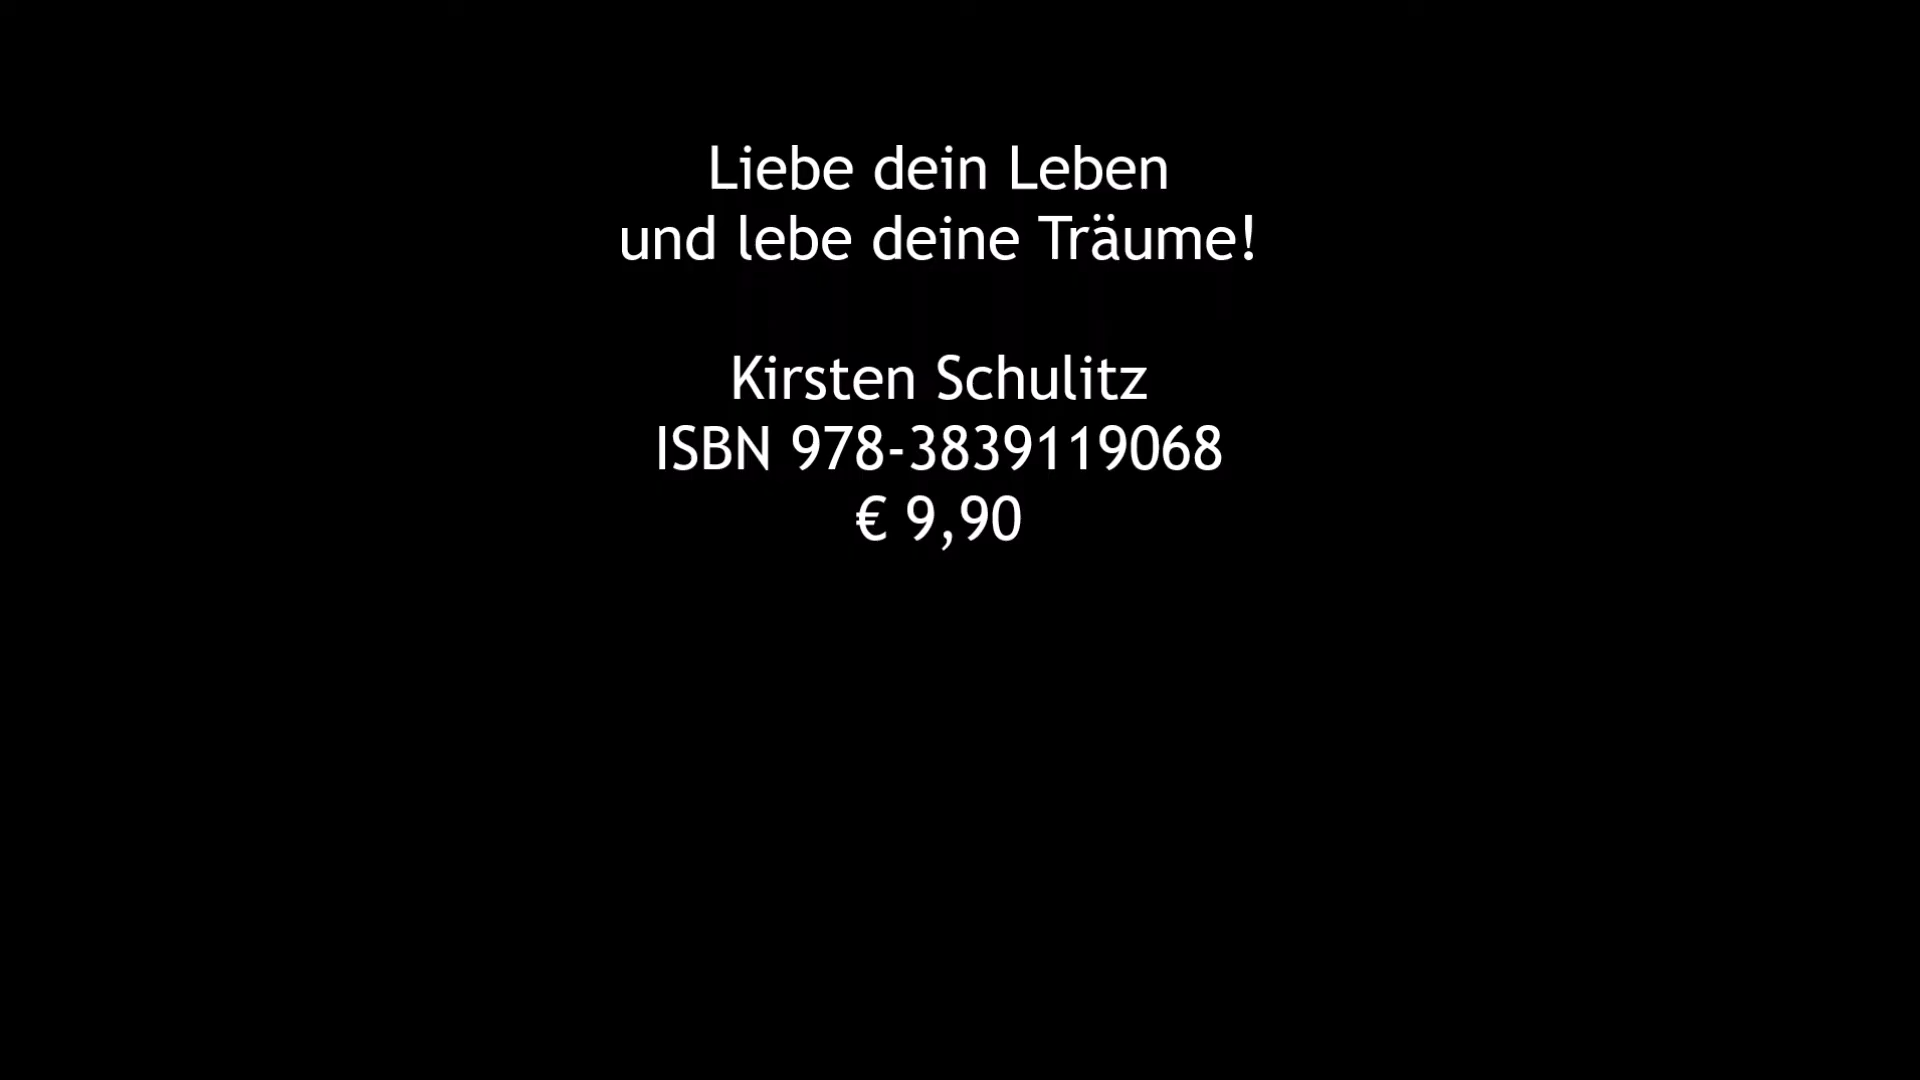 Liebe dein Leben
und lebe deine Träume!
Kirsten Schulitz
ISBN 978-3839119068
€ 9,90